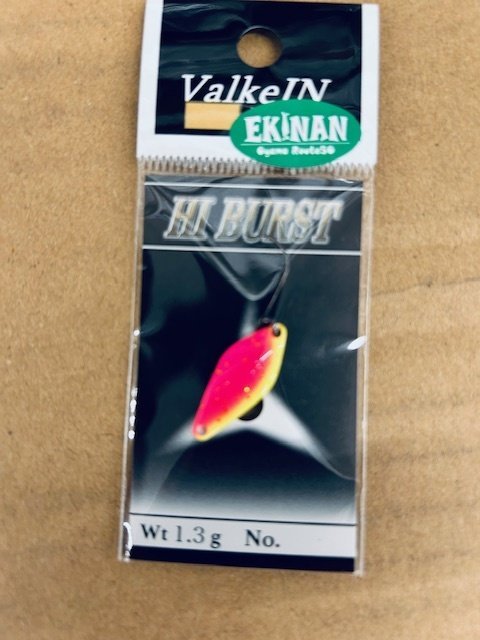 ValkeIN
EKINAN
Oyama Route50
HI BURST
Wt 1.3 g No.